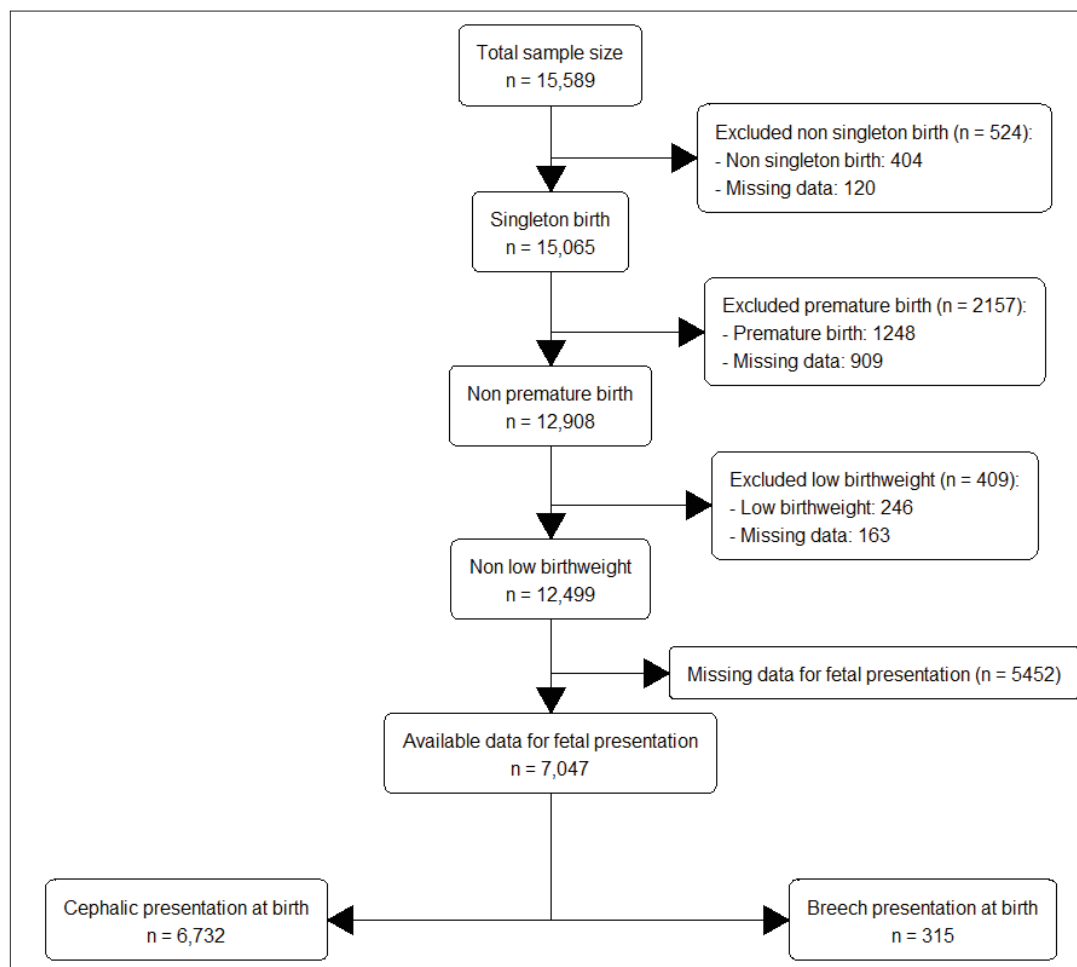 Total sample size
n = 15,589
Excluded non singleton birth (n = 524):
- Non singleton birth: 404
- Missing data: 120
Singleton birth
n = 15,065
Excluded premature birth (n = 2157):
- Premature birth: 1248
- Missing data: 909
Non premature birth
n = 12,908
Excluded low birthweight (n = 409):
- Low birthweight: 246
- Missing data: 163
Non low birthweight
n = 12,499
Missing data for fetal presentation (n = 5452)
Available data for fetal presentation
n = 7,047
Cephalic presentation at birth
n = 6,732
Breech presentation at birth
n = 315